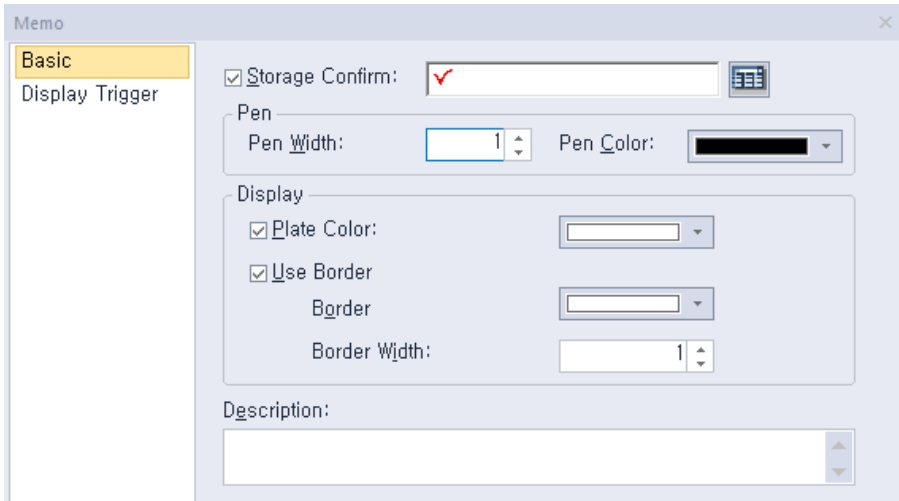 Memo
Basic
Display Trigger
Storage Confirm:
Pen
Pen Width: 1 Pen Color:
Display
Plate Color:
Use Border
Border
Border Width: 1
Description: